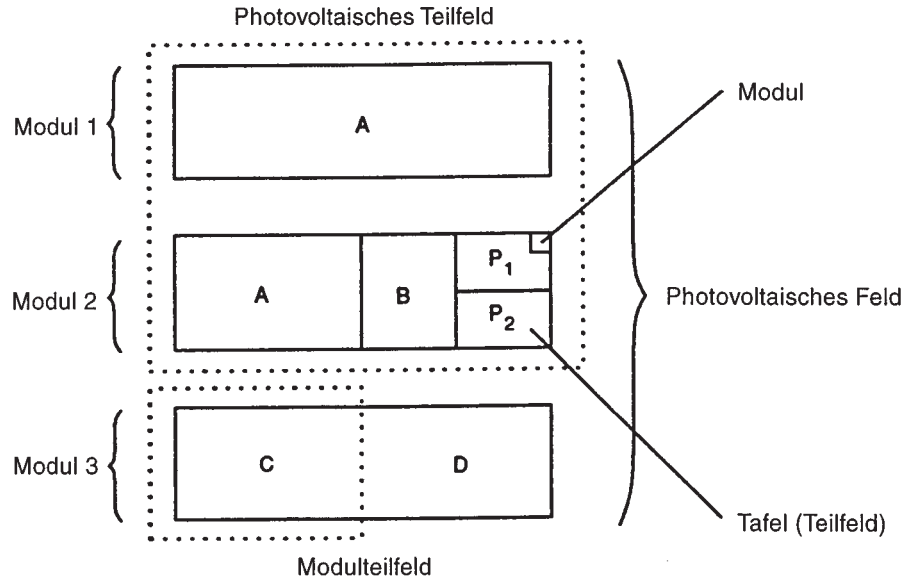 Photovoltaisches Teilfeld
Modul 1
A
Modul
Modul 2
A
B
P1
P2
Photovoltaisches Feld
Modul 3
C
D
Tafel (Teilfeld)
Modulteilfeld